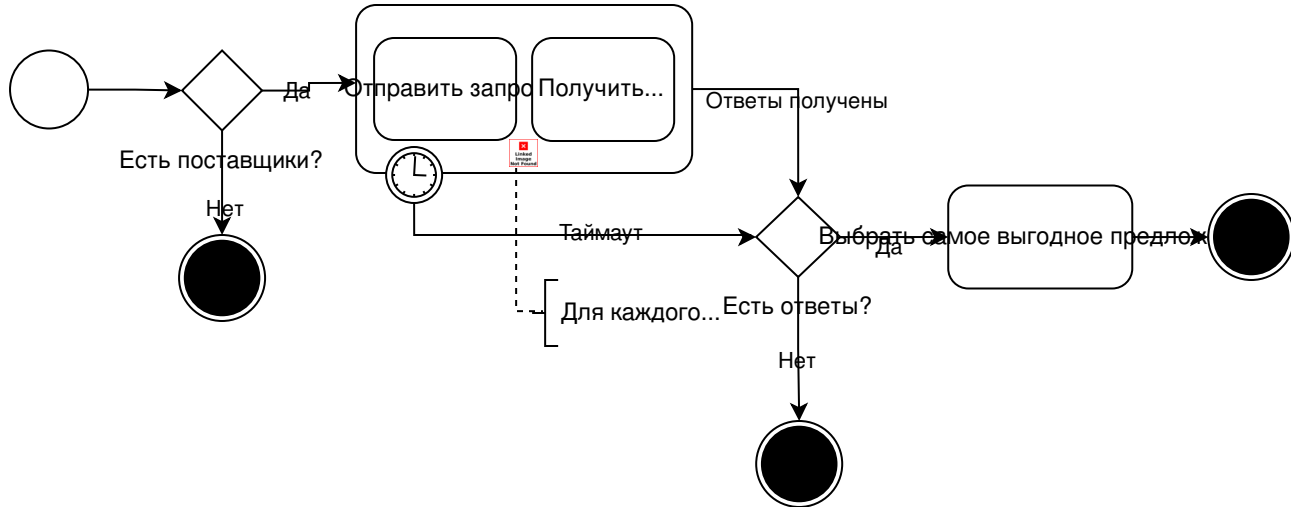 Да
Отправить запро
Получить...
Ответы получены
Есть поставщики?
Linked
Image
Not Found
Нет
Таймаут
Выбрать самое выгодное предлож
Да
Для каждого...
Есть ответы?
Нет